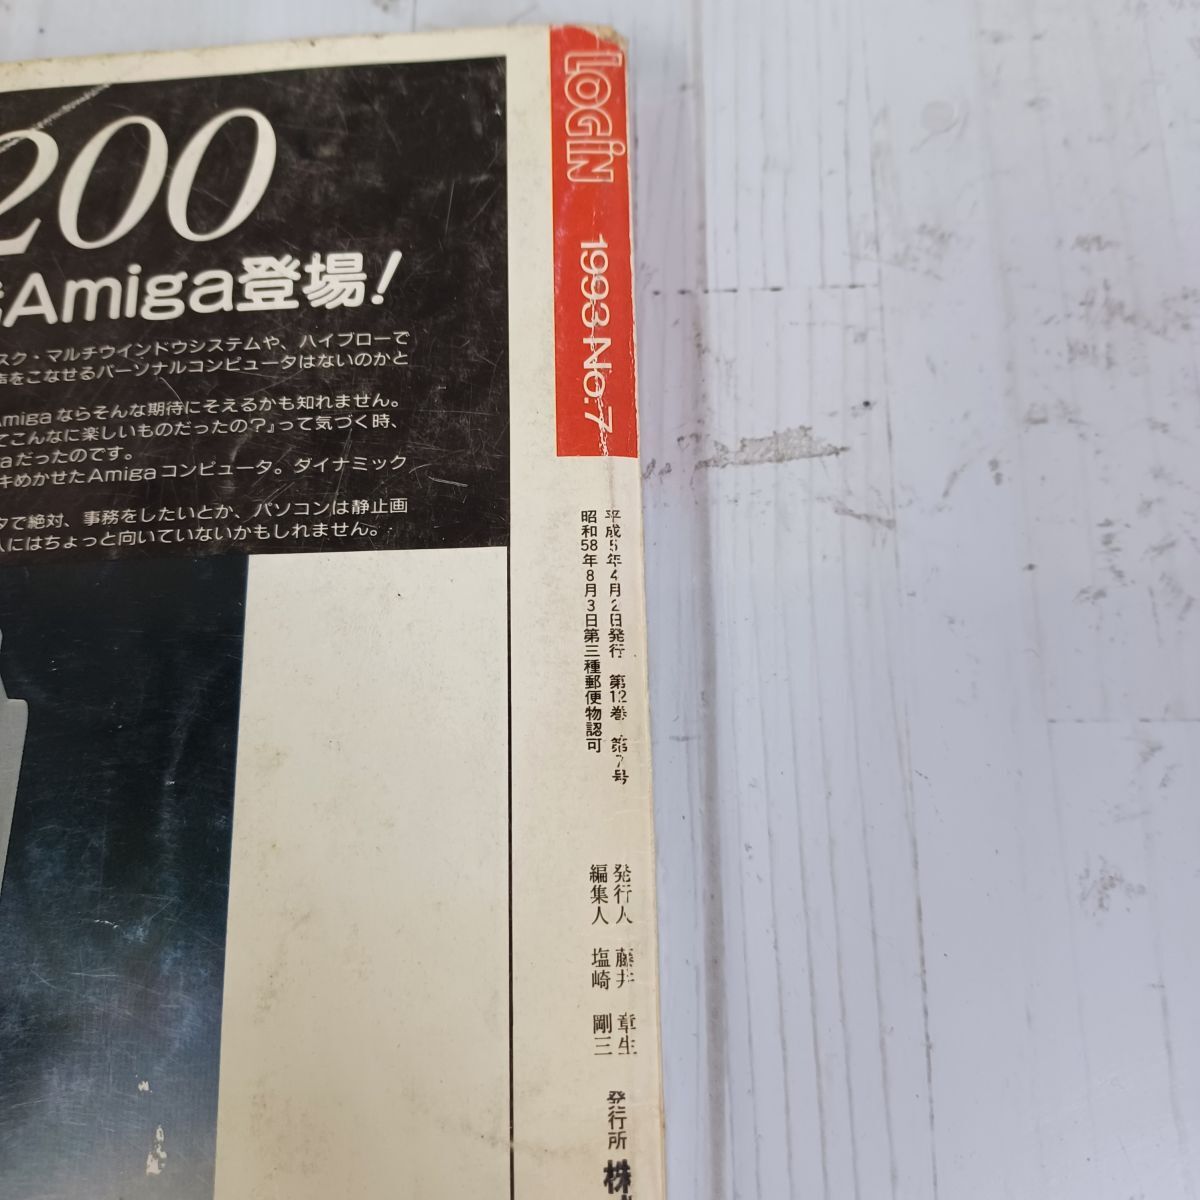 200
Amiga登場!
スク・マルチウインドウシステムや、ハイブローで
声をこなせるパーソナルコンピュータはないのかと
Amigaならそんな期待にそえるかも知れません。
てこんなに楽しいものだったの?』って気づく時、
gaだったのです。
キめかせたAmigaコンピュータ。ダイナミック
タで絶対、事務をしたいとか、パソコンは静止画
人にはちょっと向いていないかもしれません。
LOGiN
1993 No.7
平成5年4月2日発行 第12巻 第7号
昭和58年8月3日第三種郵便物認可
発行人 藤井 章生
編集人 塩崎 剛三
発行所 株